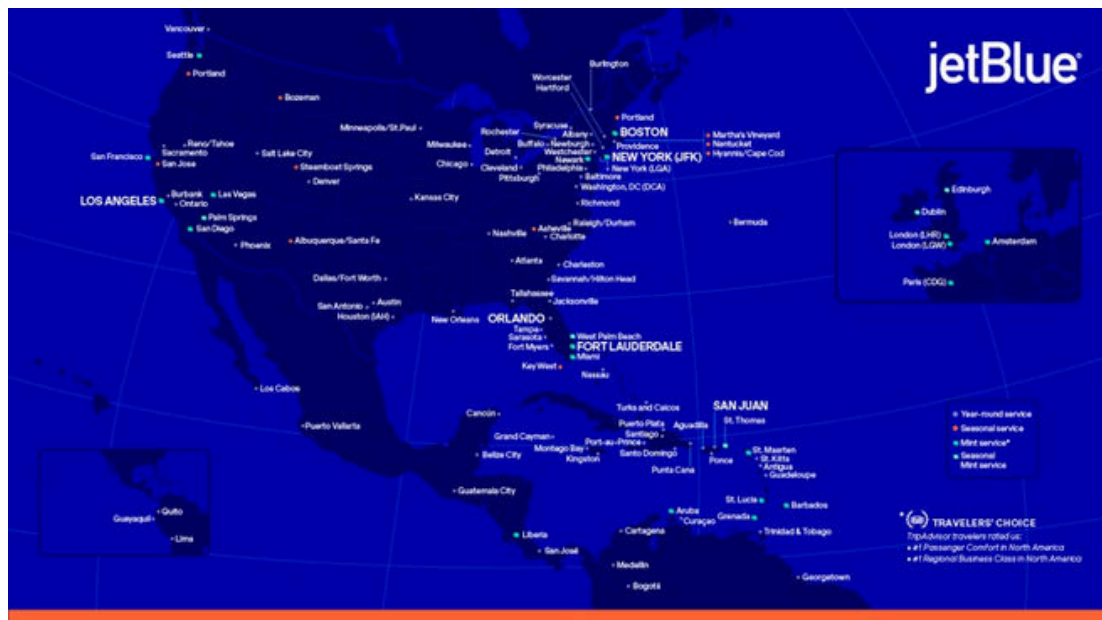 jetBlue
Vancouver
Seattle
Portland
Bozeman
Minneapolis/St.Paul
Milwaukee
Chicago
Detroit
Cleveland
Pittsburgh
Rochester
Syracuse
Buffalo
Albany
Newburgh
Westchester
Newark
Philadelphia
Worcester
Hartford
Burlington
Portland
BOSTON
Providence
NEW YORK (JFK)
New York (LGA)
Baltimore
Washington, DC (DCA)
Richmond
Martha's Vineyard
Nantucket
Hyannis/Cape Cod
Reno/Tahoe
Sacramento
San Francisco
San Jose
Salt Lake City
Steamboat Springs
Denver
Kansas City
LOS ANGELES
Burbank
Ontario
Las Vegas
Palm Springs
San Diego
Phoenix
Albuquerque/Santa Fe
Raleigh/Durham
Nashville
Asheville
Charlotte
Bermuda
Atlanta
Charleston
Savannah/Hilton Head
Dallas/Fort Worth
Austin
San Antonio
Houston (IAH)
New Orleans
Tallahassee
Jacksonville
ORLANDO
Tampa
Sarasota
Fort Myers
West Palm Beach
FORT LAUDERDALE
Miami
Key West
Nassau
Edinburgh
Dublin
London (LHR)
London (LGW)
Amsterdam
Paris (CDG)
Los Cabos
Puerto Vallarta
Cancún
Grand Cayman
Belize City
Montego Bay
Kingston
Guatemala City
Liberia
San José
Turks and Caicos
Puerto Plata
Santiago
Port-au-Prince
Santo Domingo
Punta Cana
Aguadilla
SAN JUAN
St. Thomas
Ponce
St. Maarten
St. Kitts
Antigua
Guadeloupe
St. Lucia
Barbados
Grenada
Trinidad & Tobago
Aruba
Curaçao
Cartagena
Medellín
Bogotá
Georgetown
Quito
Guayaquil
Lima
Year-round service
Seasonal service
Mint service*
Seasonal
Mint service
* TRAVELERS' CHOICE
TripAdvisor travelers rated us:
• #1 Passenger Comfort in North America
• #1 Regional Business Class in North America